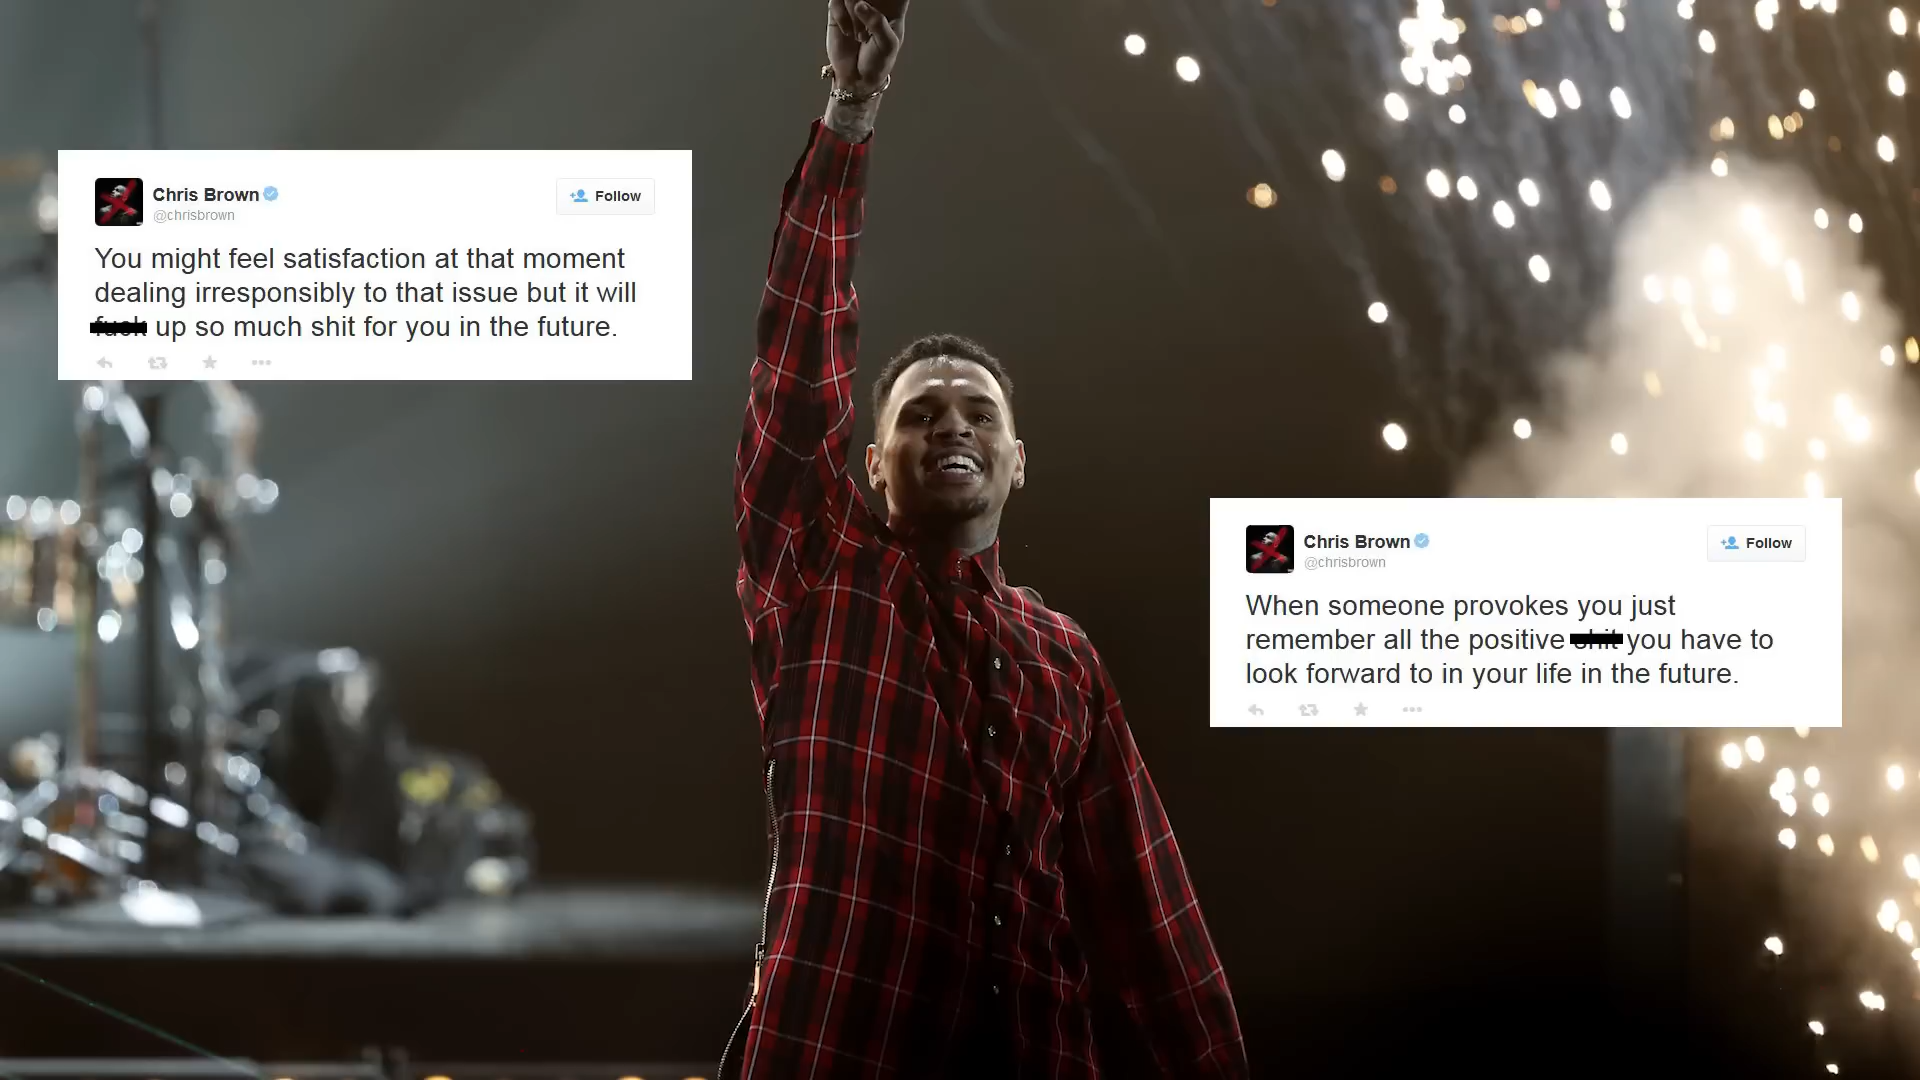 Chris Brown
@chrisbrown
Follow
You might feel satisfaction at that moment
dealing irresponsibly to that issue but it will
fuck up so much shit for you in the future.
Chris Brown
@chrisbrown
Follow
When someone provokes you just
remember all the positive shit you have to
look forward to in your life in the future.